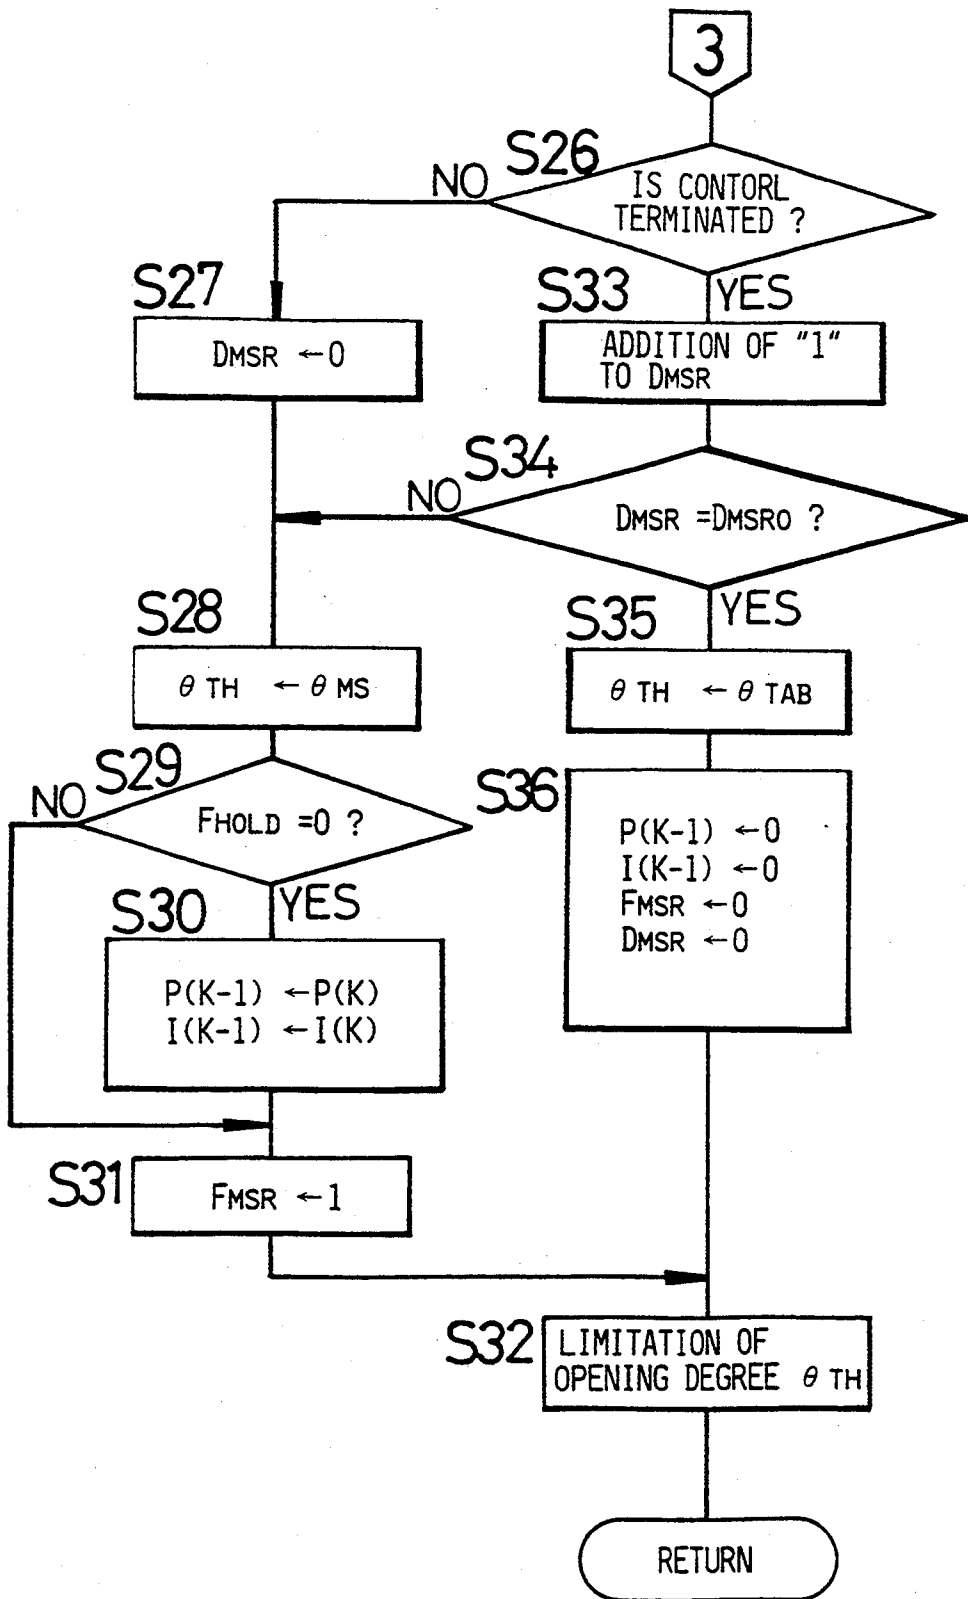 3
S26
IS CONTORL
TERMINATED ?
NO
YES
S27
DMSR ←0
S33
ADDITION OF "1"
TO DMSR
S34
DMSR =DMSRO ?
NO
YES
S28
θ TH ← θ MS
S35
θ TH ← θ TAB
S29
FHOLD =0 ?
NO
YES
S36
P(K-1) ←0
I(K-1) ←0
FMSR ←0
DMSR ←0
S30
P(K-1) ←P(K)
I(K-1) ←I(K)
S31
FMSR ←1
S32
LIMITATION OF
OPENING DEGREE θ TH
RETURN